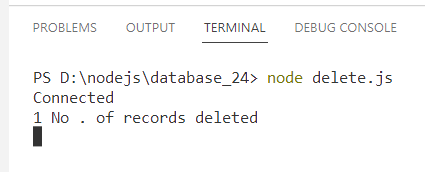 PROBLEMS OUTPUT TERMINAL DEBUG CONSOLE
PS D:\nodejs\database_24> node delete.js
Connected
1 No . of records deleted